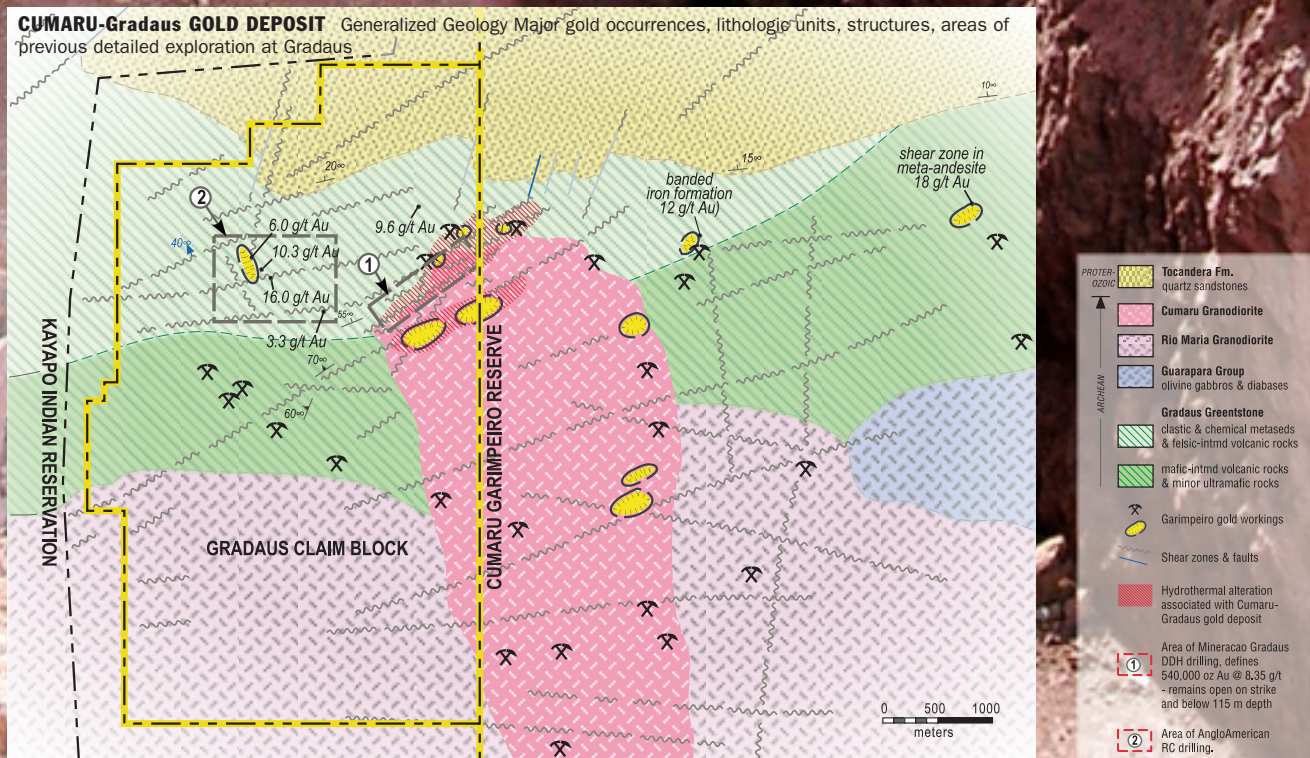 CUMARU-Gradaus GOLD DEPOSIT Generalized Geology Major gold occurrences, lithologic units, structures, areas of
previous detailed exploration at Gradaus
10∞
20∞
15∞
shear zone in
meta-andesite
18 g/t Au
banded
iron formation
12 g/t Au)
2
6.0 g/t Au
9.6 g/t Au
40∞
10.3 g/t Au
1
16.0 g/t Au
55∞
3.3 g/t Au
70∞
60∞
KAYAPO INDIAN RESERVATION
CUMARU GARIMPEIRO RESERVE
GRADAUS CLAIM BLOCK
0 500 1000
meters
PROTER-
OZOIC
Tocandera Fm.
quartz sandstones
ARCHEAN
Cumaru Granodiorite
Rio Maria Granodiorite
Guarapara Group
olivine gabbros & diabases
Gradaus Greenstone
clastic & chemical metaseds
& felsic-intmd volcanic rocks
mafic-intmd volcanic rocks
& minor ultramafic rocks
Garimpeiro gold workings
Shear zones & faults
Hydrothermal alteration
associated with Cumaru-
Gradaus gold deposit
1
Area of Mineracao Gradaus
DDH drilling, defines
540,000 oz Au @ 8.35 g/t
- remains open on strike
and below 115 m depth
2
Area of AngloAmerican
RC drilling.